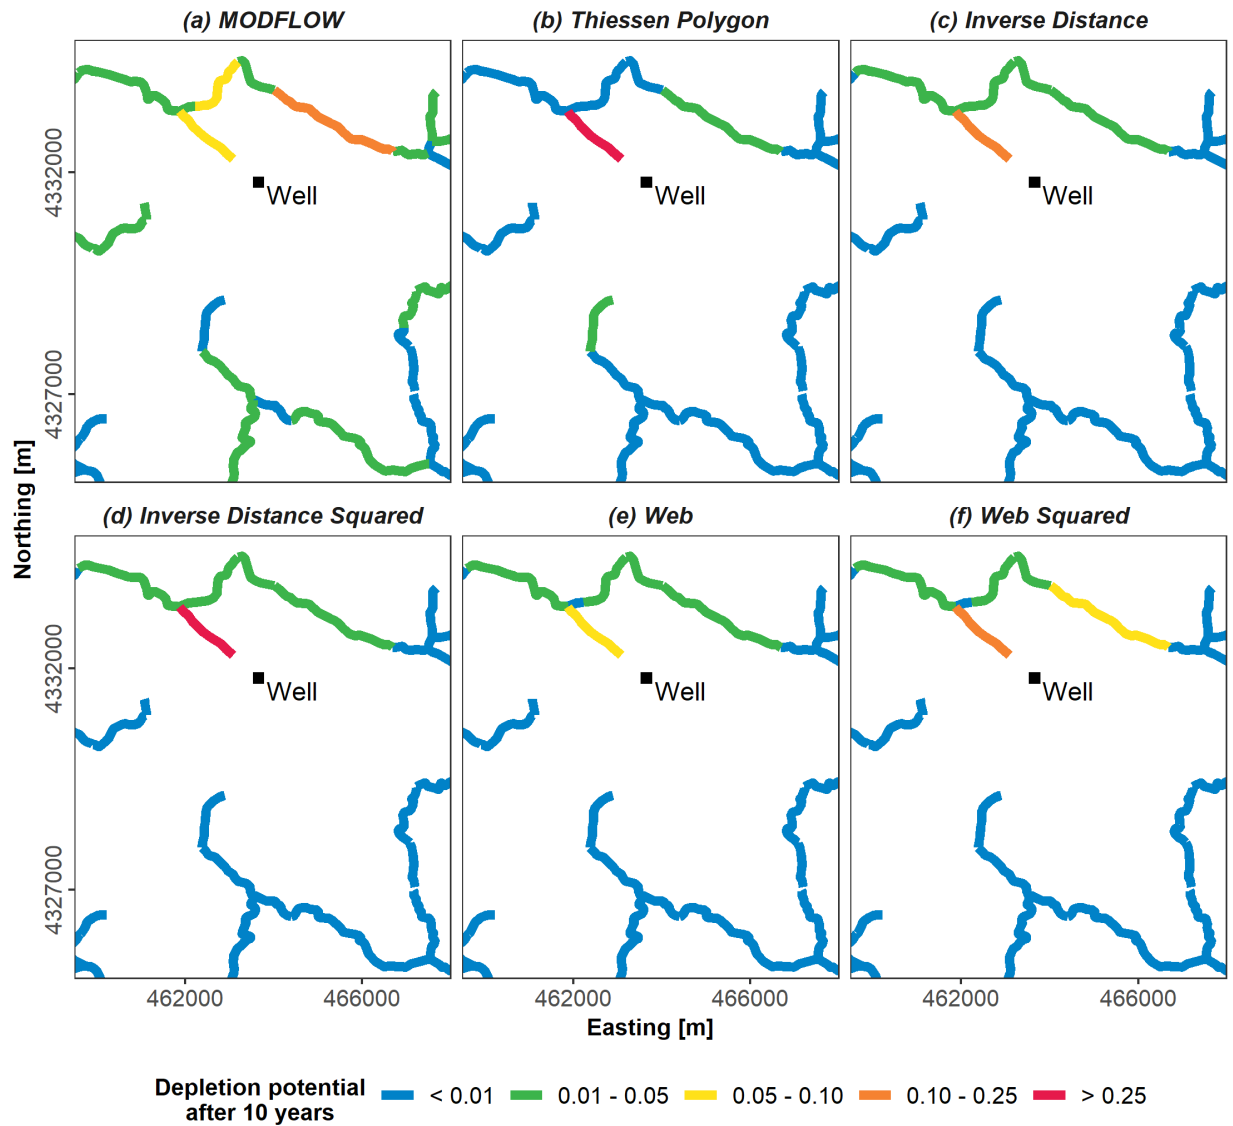 (a) MODFLOW
(b) Thiessen Polygon
(c) Inverse Distance
4332000
4327000
Well
Well
Well
Northing [m]
(d) Inverse Distance Squared
(e) Web
(f) Web Squared
4332000
4327000
Well
Well
Well
462000
466000
462000
466000
462000
466000
Easting [m]
Depletion potential
after 10 years
< 0.01
0.01 - 0.05
0.05 - 0.10
0.10 - 0.25
> 0.25